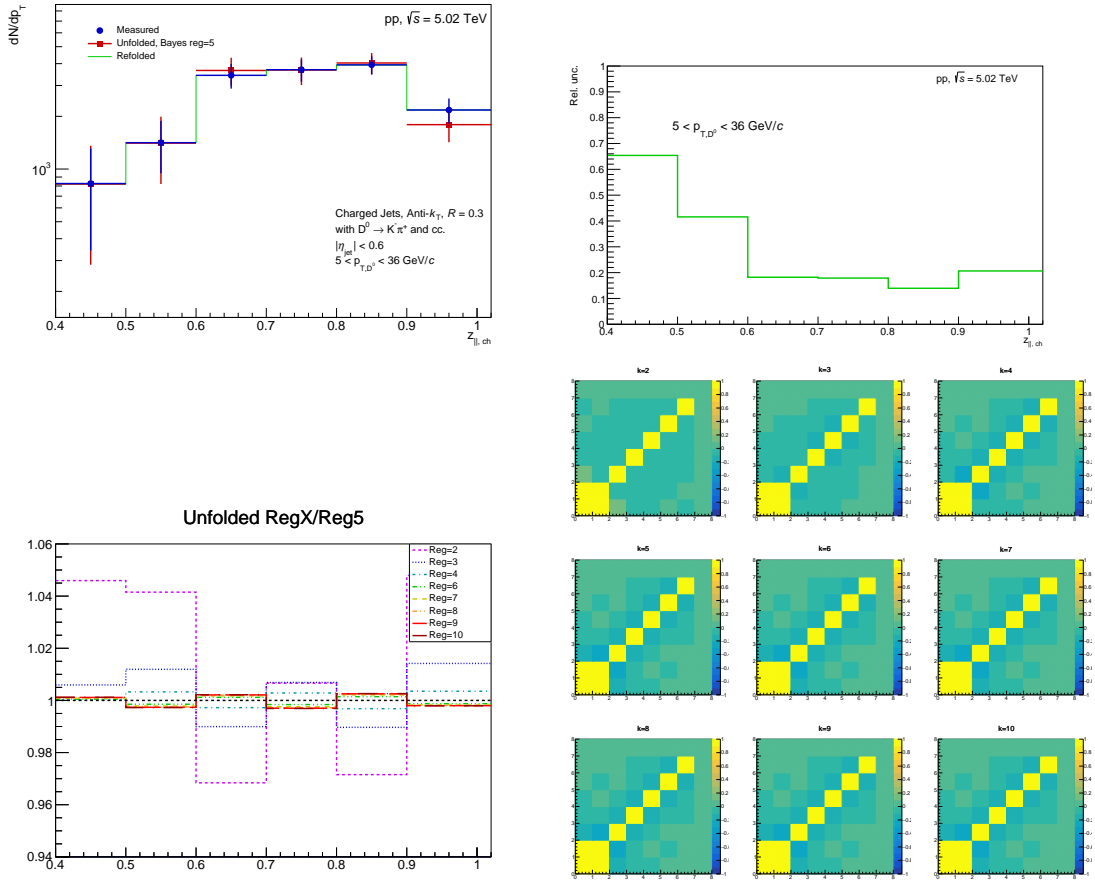 dN/dp_T
pp, √s = 5.02 TeV
Measured
Unfolded, Bayes reg=5
Refolded
10³
Charged Jets, Anti-k_T, R = 0.3
with D⁰ → K⁻π⁺ and cc.
|η_jet| < 0.6
5 < p_T,D⁰ < 36 GeV/c
0.4 0.5 0.6 0.7 0.8 0.9 1
z_||, ch
Rel. unc.
pp, √s = 5.02 TeV
5 < p_T,D⁰ < 36 GeV/c
1
0.9
0.8
0.7
0.6
0.5
0.4
0.3
0.2
0.1
0
0.4 0.5 0.6 0.7 0.8 0.9 1
z_||, ch
Unfolded RegX/Reg5
1.06
1.04
1.02
1
0.98
0.96
0.94
Reg=2
Reg=3
Reg=4
Reg=6
Reg=7
Reg=8
Reg=9
Reg=10
0.4 0.5 0.6 0.7 0.8 0.9 1
k=2
k=3
k=4
k=5
k=6
k=7
k=8
k=9
k=10